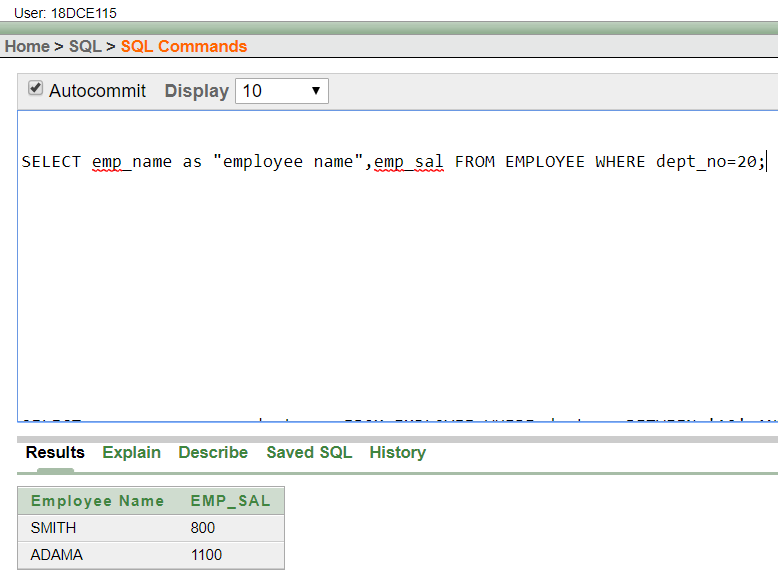 User: 18DCE115
Home > SQL > SQL Commands
Autocommit Display 10
SELECT emp_name as "employee name",emp_sal FROM EMPLOYEE WHERE dept_no=20;
Results Explain Describe Saved SQL History
Employee Name EMP_SAL
SMITH 800
ADAMA 1100